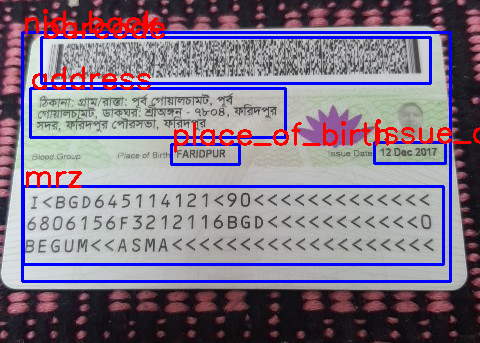 nid_back
barcode
address
ঠিকানা: গ্রাম/রাস্তা: পূর্ব গোয়ালচামট, পূর্ব
গোয়ালচামট, ডাকঘর: শ্রীঅঙ্গন - ৭৮০৪, ফরিদপুর
সদর, ফরিদপুর পৌরসভা, ফরিদপুর
place_of_birth
Blood Group Place of Birth FARIDPUR Issue Date 12 Dec 2017
mrz
I<BGD645114121<90<<<<<<<<<<<<<
6806156F3212116BGD<<<<<<<<<<<0
BEGUM<<ASMA<<<<<<<<<<<<<<<<<<<